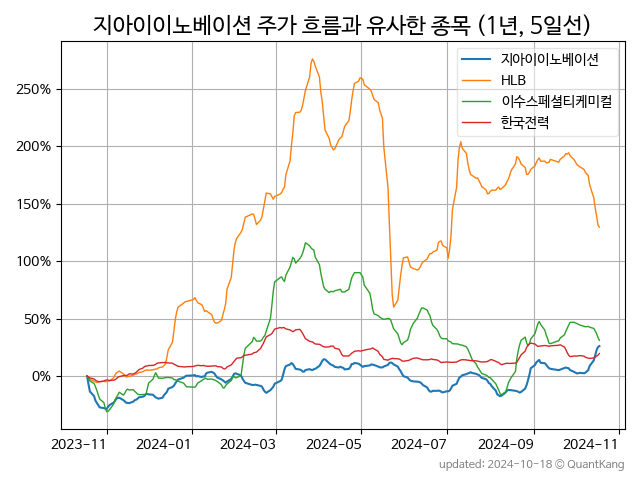 지아이이노베이션 주가 흐름과 유사한 종목 (1년, 5일선)
지아이이노베이션
HLB
이수스페셜티케미컬
한국전력
250%
200%
150%
100%
50%
0%
2023-11 2024-01 2024-03 2024-05 2024-07 2024-09 2024-11
updated: 2024-10-18 © QuantKang